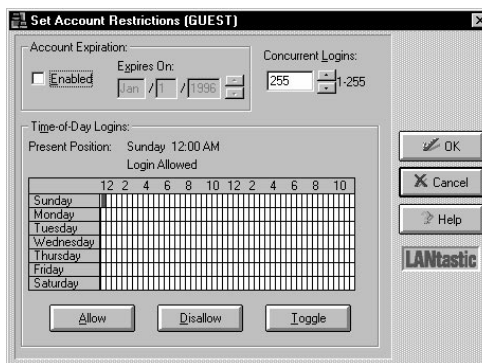 Set Account Restrictions (GUEST)
Account Expiration:
Enabled
Expires On:
Jan / 1 / 1996
Concurrent Logins:
255 1-255
Time-of-Day Logins:
Present Position: Sunday 12:00 AM
Login Allowed
12 2 4 6 8 10 12 2 4 6 8 10
Sunday
Monday
Tuesday
Wednesday
Thursday
Friday
Saturday
Allow Disallow Toggle
OK
Cancel
Help
LANtastic